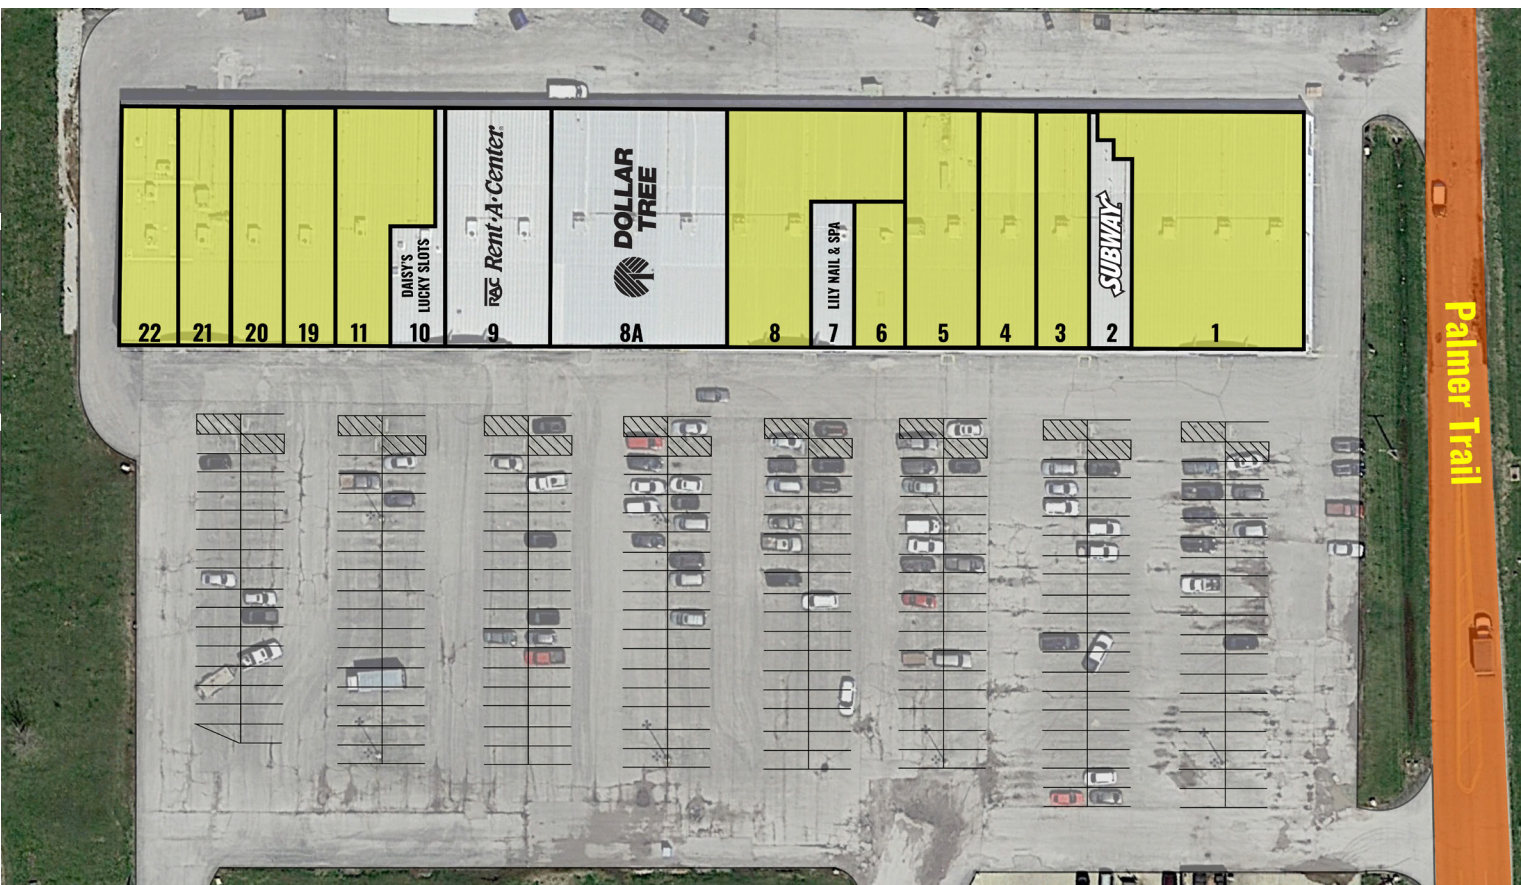 RAC Rent-A-Center
DOLLAR
TREE
SUBWAY
LILY NAIL & SPA
DAISY'S
LUCKY SLOTS
22
21
20
19
11
10
9
8A
8
7
6
5
4
3
2
1
Palmer Trail